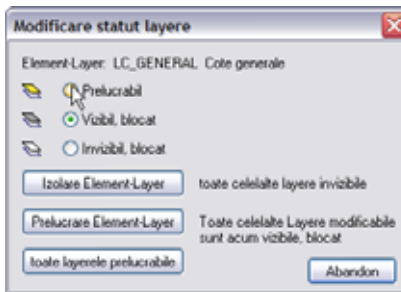 Modificare statut layere
Element-Layer: LC_GENERAL Cote generale
Prelucrabil
Vizibil, blocat
Invizibil, blocat
Izolare Element-Layer
toate celelalte layere invizibile
Prelucrare Element-Layer
Toate celelalte Layere modificabile
sunt acum vizibile, blocat
toate layerele prelucrabile
Abandon